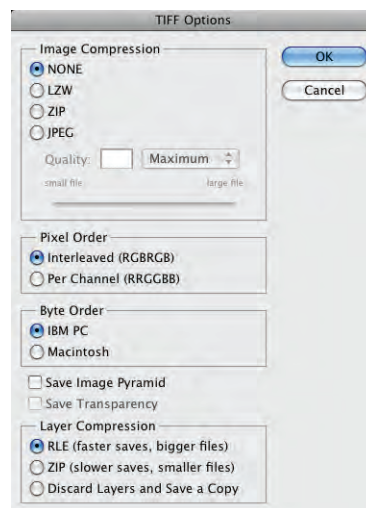 TIFF Options
Image Compression
NONE
LZW
ZIP
JPEG
Quality: Maximum
small file large file
OK
Cancel
Pixel Order
Interleaved (RGBRGB)
Per Channel (RRGGBB)
Byte Order
IBM PC
Macintosh
Save Image Pyramid
Save Transparency
Layer Compression
RLE (faster saves, bigger files)
ZIP (slower saves, smaller files)
Discard Layers and Save a Copy